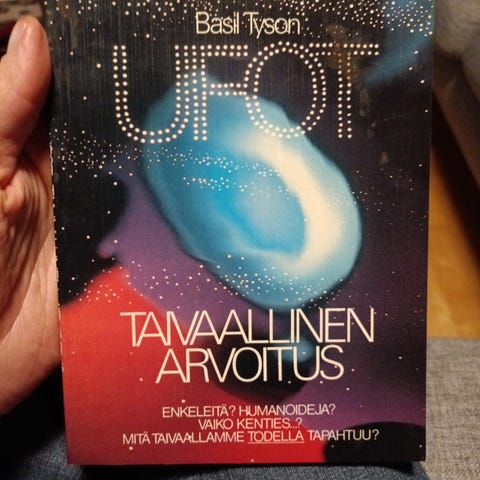 Basil Tyson
UFOT
TAIVAALLINEN
ARVOITUS
ENKELEITÄ? HUMANOIDEJA?
VAIKO KENTIES...?
MITÄ TAIVAALLAMME TODELLA TAPAHTUU?